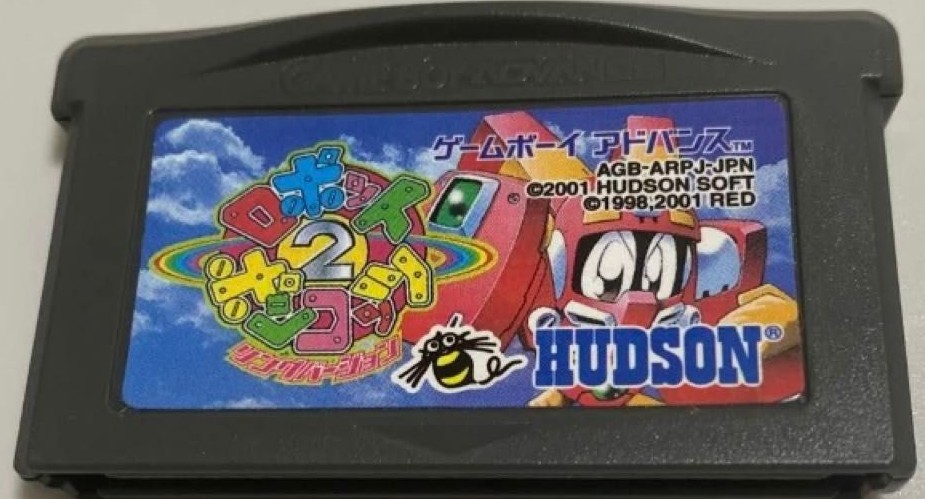 GAME BOY ADVANCE
ゲームボーイ アドバンス™
AGB-ARPJ-JPN
©2001 HUDSON SOFT
©1998,2001 RED
ロボット
2
ポンコッツ
リングバージョン
HUDSON®